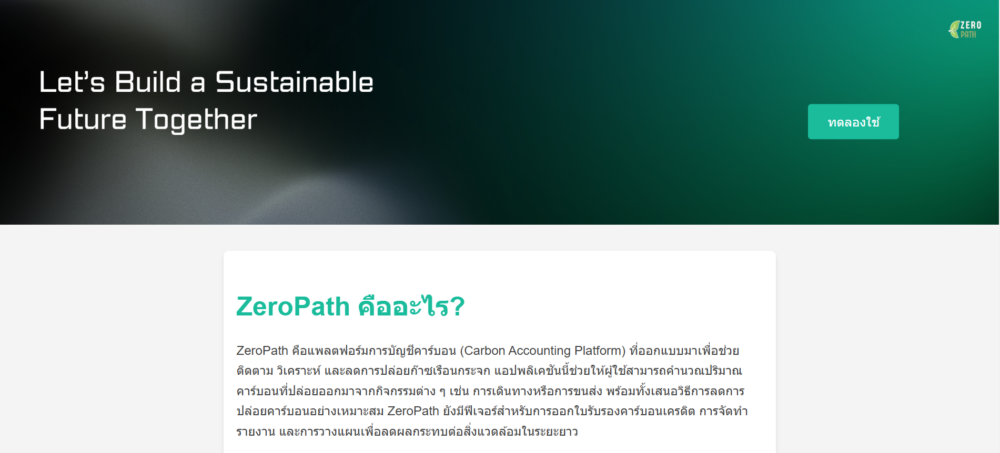 ZERO
PATH
Let's Build a Sustainable
Future Together
ทดลองใช้
ZeroPath คืออะไร?
ZeroPath คือแพลตฟอร์มการบัญชีคาร์บอน (Carbon Accounting Platform) ที่ออกแบบมาเพื่อช่วย
ติดตาม วิเคราะห์ และลดการปล่อยก๊าซเรือนกระจก แอปพลิเคชันนี้ช่วยให้ผู้ใช้สามารถคำนวณปริมาณ
คาร์บอนที่ปล่อยออกมาจากกิจกรรมต่าง ๆ เช่น การเดินทางหรือการขนส่ง พร้อมทั้งเสนอวิธีการลดการ
ปล่อยคาร์บอนอย่างเหมาะสม ZeroPath ยังมีฟีเจอร์สำหรับการออกใบรับรองคาร์บอนเครดิต การจัดทำ
รายงาน และการวางแผนเพื่อลดผลกระทบต่อสิ่งแวดล้อมในระยะยาว